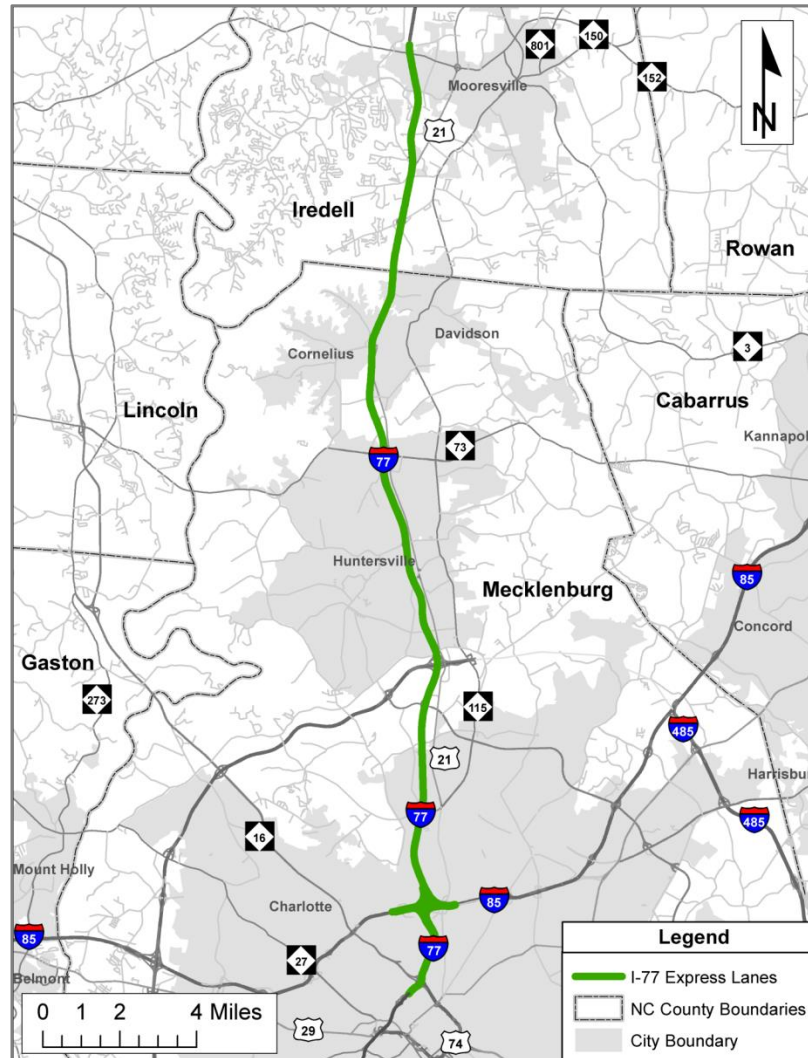 801
150
152
Mooresville
N
21
Iredell
Rowan
Davidson
Cornelius
3
Lincoln
Cabarrus
Kannapol
73
77
Huntersville
85
Mecklenburg
Concord
Gaston
273
115
485
21
Harrisbur
77
485
16
Mount Holly
Charlotte
85
85
77
27
Belmont
29
74
0 1 2 4 Miles
Legend
I-77 Express Lanes
NC County Boundaries
City Boundary